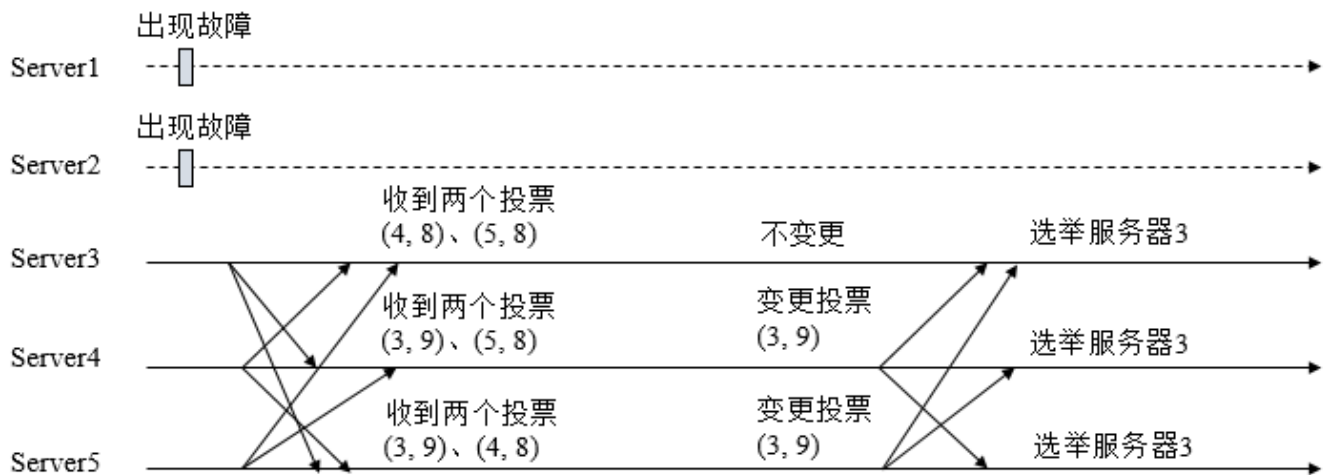 出现故障
Server1
出现故障
Server2
收到两个投票
(4, 8)、(5, 8)
不变更
选举服务器3
Server3
收到两个投票
(3, 9)、(5, 8)
变更投票
(3, 9)
选举服务器3
Server4
收到两个投票
(3, 9)、(4, 8)
变更投票
(3, 9)
选举服务器3
Server5